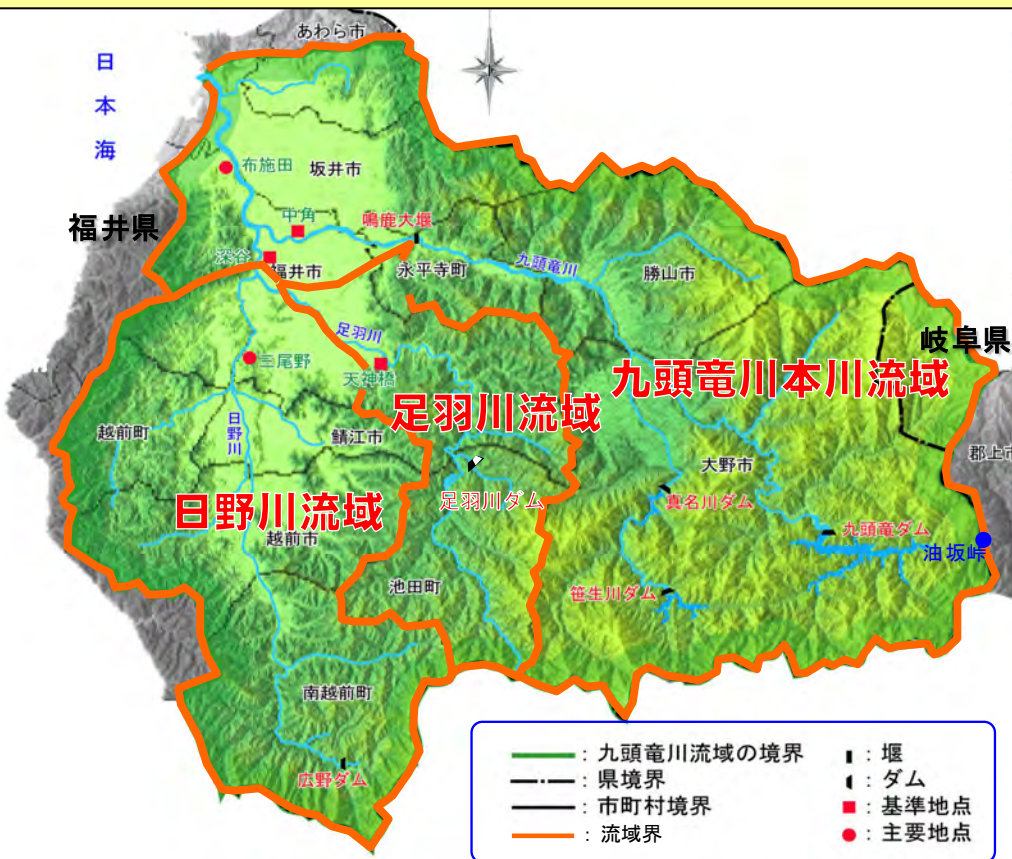 あわら市
日本海
布施田
坂井市
中角
鳴鹿大堰
福井県
深谷
福井市
永平寺町
九頭竜川
勝山市
足羽川
三尾野
天神橋
岐阜県
九頭竜川本川流域
足羽川流域
越前町
日野川
鯖江市
大野市
郡上市
足羽川ダム
真名川ダム
日野川流域
越前市
九頭竜ダム
油坂峠
池田町
笹生川ダム
南越前町
広野ダム
：九頭竜川流域の境界
：県境界
：市町村境界
：流域界
：堰
：ダム
：基準地点
：主要地点